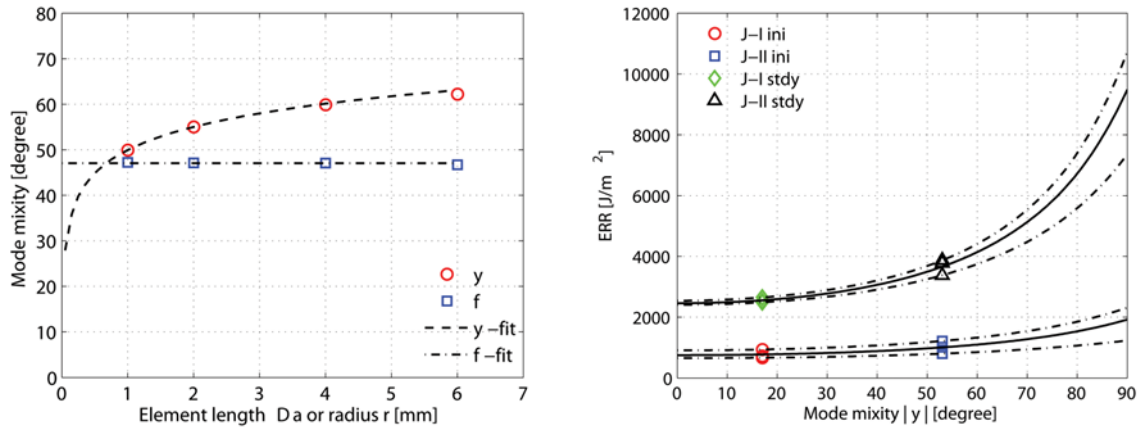 80
70
60
50
40
30
20
10
0
0
1
2
3
4
5
6
7
Mode mixity [degree]
Element length D a or radius r [mm]
y
f
y -fit
f -fit
12000
10000
8000
6000
4000
2000
0
0
10
20
30
40
50
60
70
80
90
ERR [J/m ²]
Mode mixity | y | [degree]
J-I ini
J-II ini
J-I stdy
J-II stdy